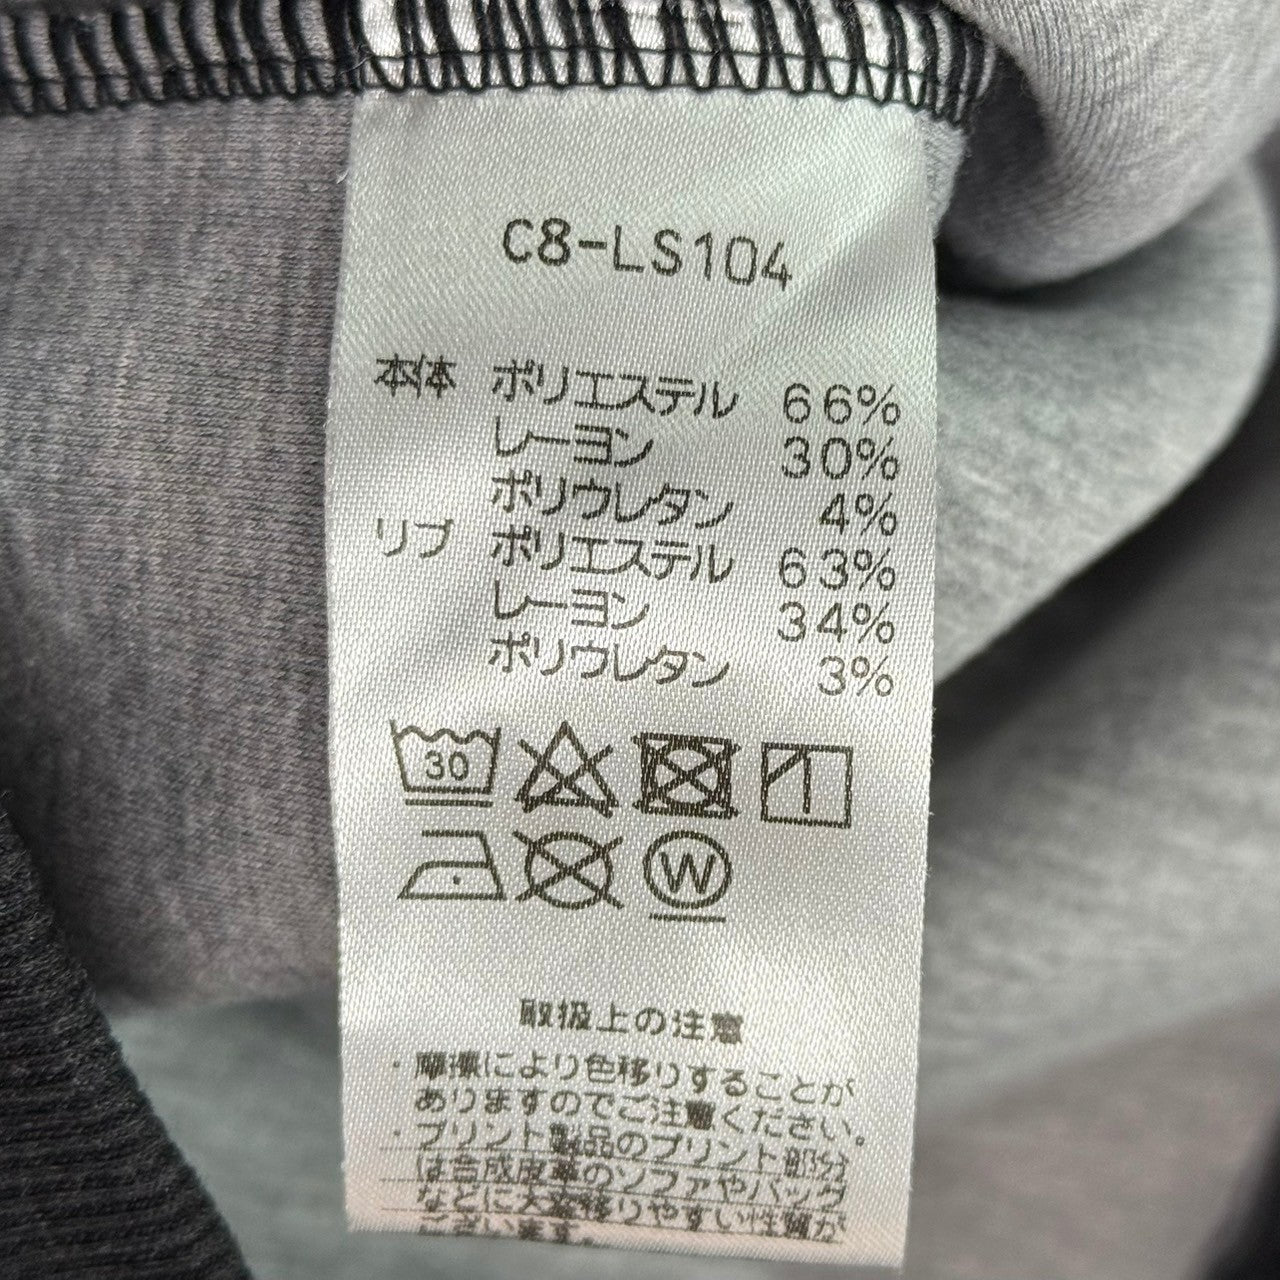 C8-LS104
本体 ポリエステル 66%
レーヨン 30%
ポリウレタン 4%
リブ ポリエステル 63%
レーヨン 34%
ポリウレタン 3%
30
W
取扱上の注意
・摩擦により色移りすることが
ありますのでご注意ください。
・プリント製品のプリント部分
は合成皮革のソファやバッグ
などに大変移りやすい性質が
ございます。